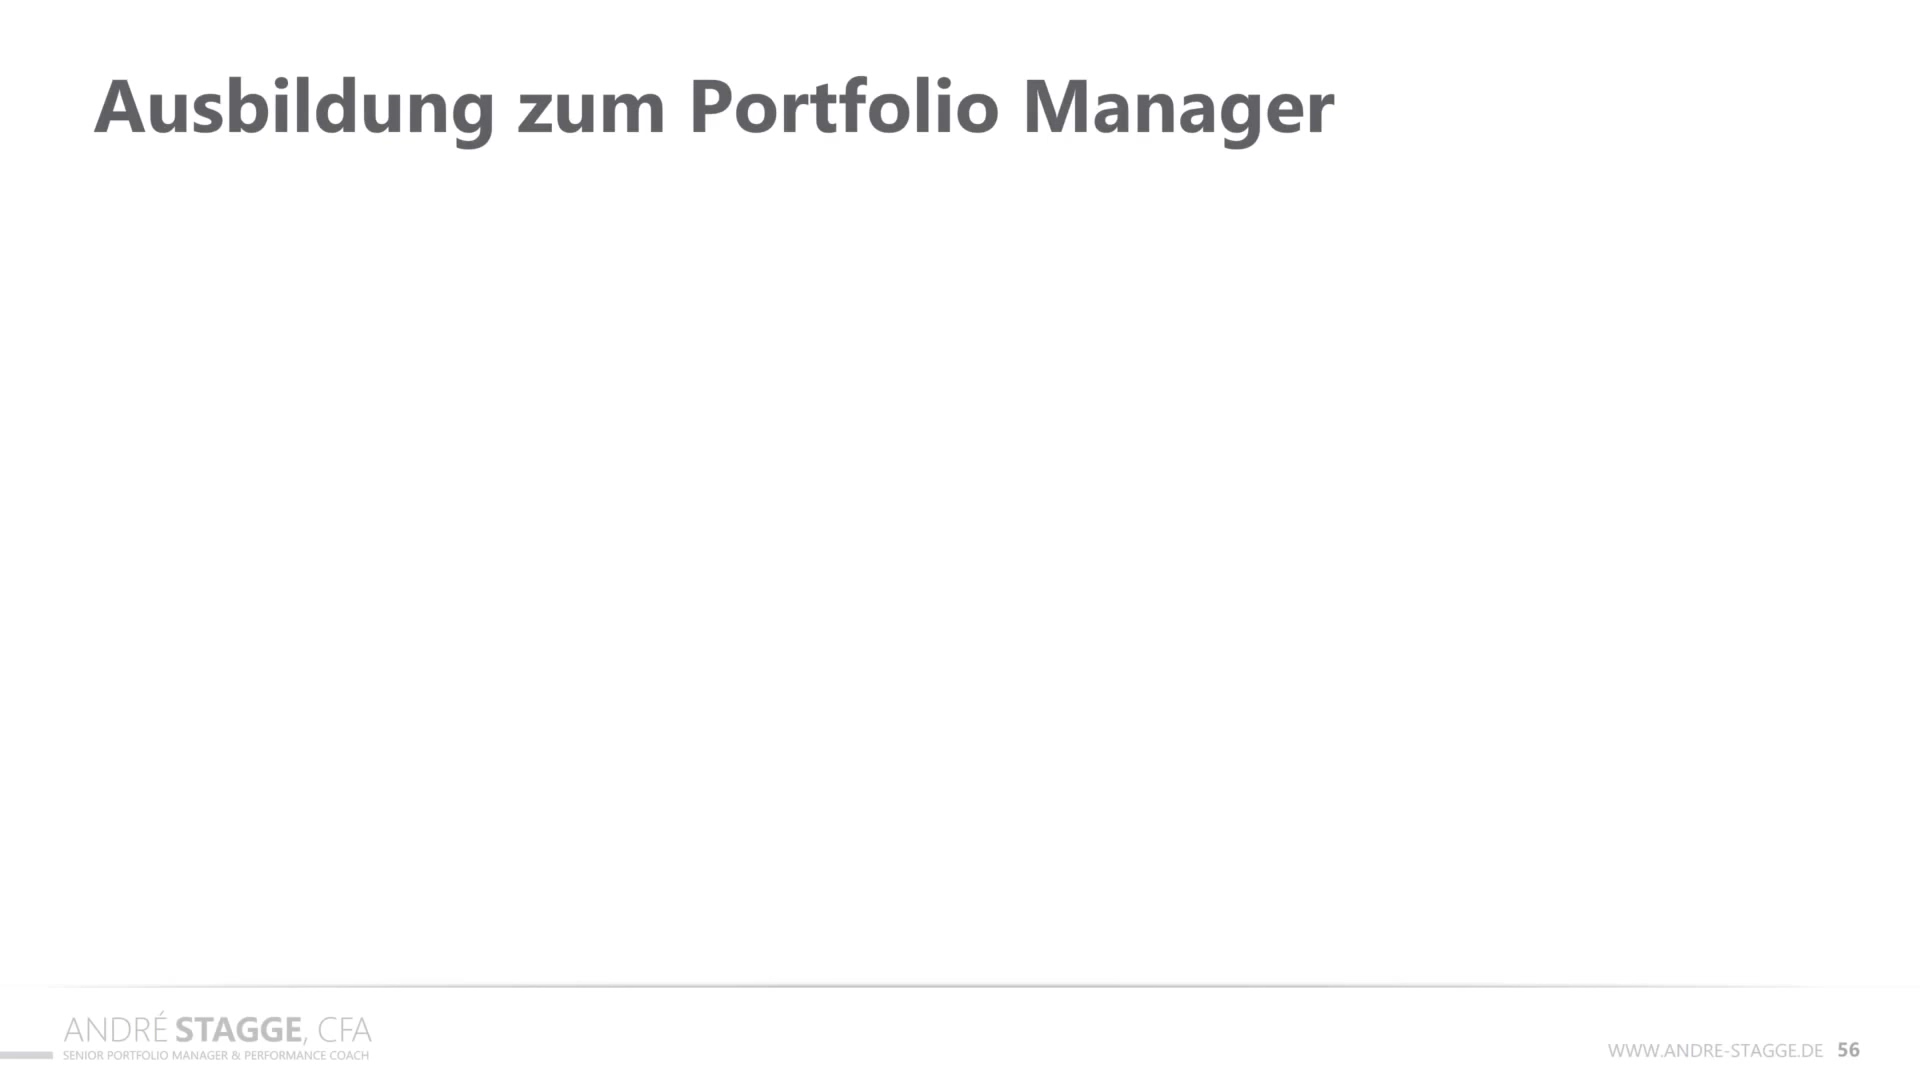 Ausbildung zum Portfolio Manager
ANDRÉ STAGGE, CFA
SENIOR PORTFOLIO MANAGER & PERFORMANCE COACH
WWW.ANDRE-STAGGE.DE 56